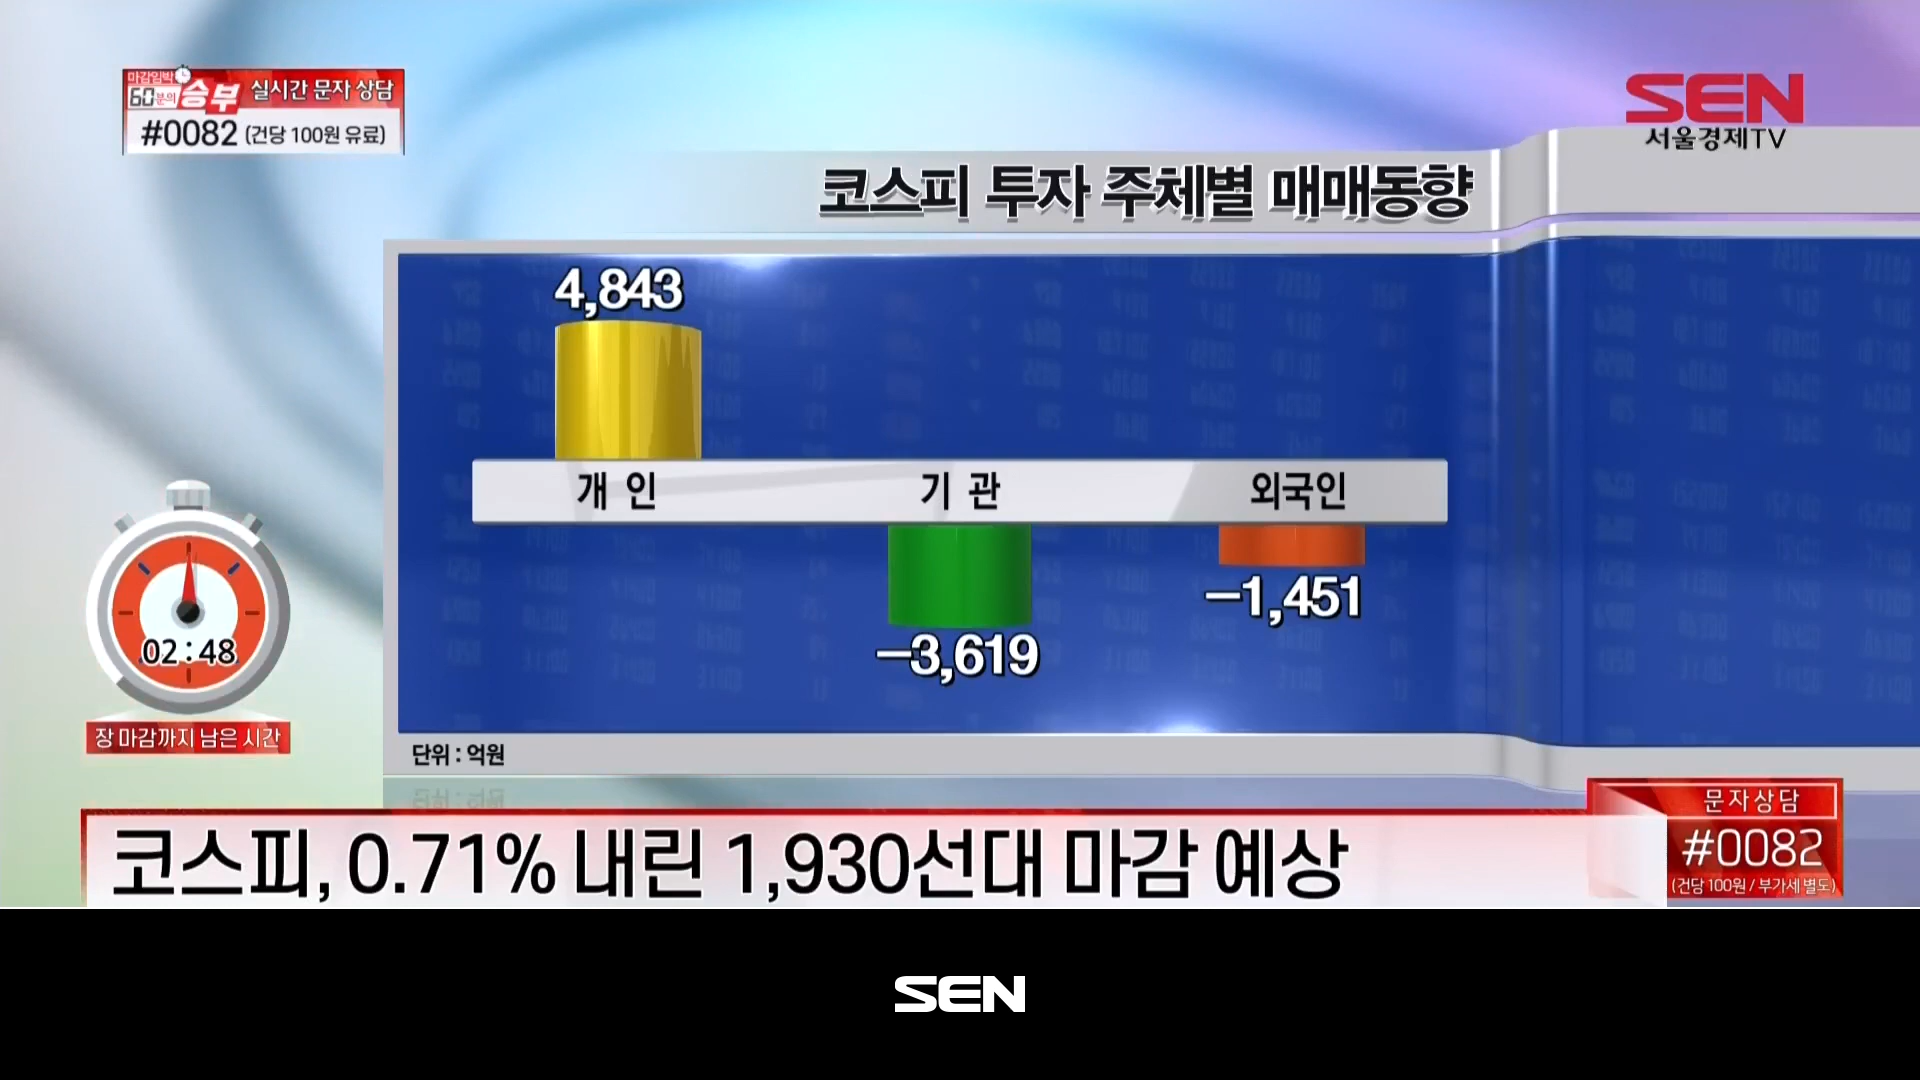 마감임박
60분의 승부 실시간 문자 상담
#0082 (건당 100원 유료)
SEN
서울경제TV
코스피 투자 주체별 매매동향
4,843
개 인 기 관 외국인
-1,451
-3,619
02:48
장 마감까지 남은 시간
단위 : 억원
문자상담
#0082
(건당 100원 / 부가세 별도)
코스피, 0.71% 내린 1,930선대 마감 예상
SEN